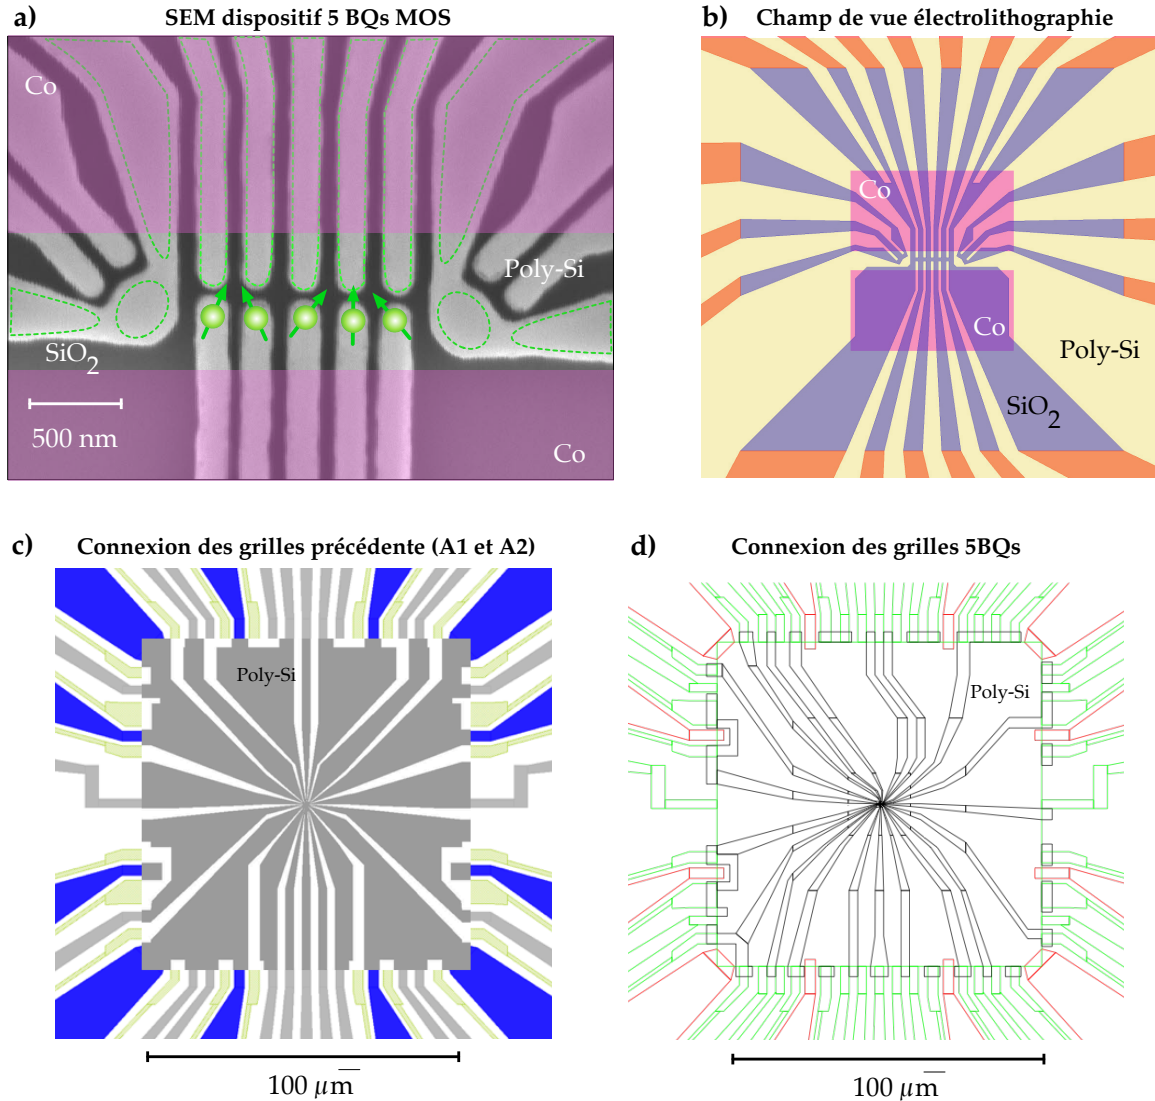 a)
SEM dispositif 5 BQs MOS
Co
Poly-Si
SiO2
500 nm
Co
b)
Champ de vue électrolithographie
Co
Co
Poly-Si
SiO2
c)
Connexion des grilles précédente (A1 et A2)
Poly-Si
100 μm
d)
Connexion des grilles 5BQs
Poly-Si
100 μm